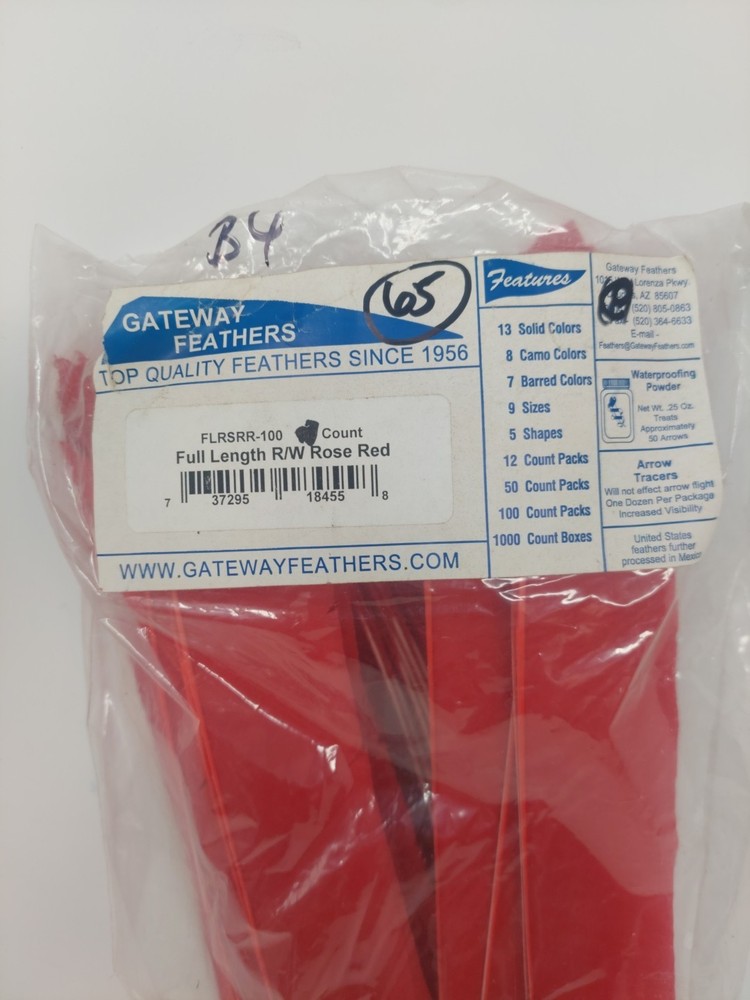 B4
65
GATEWAY
FEATHERS
TOP QUALITY FEATHERS SINCE 1956
FLRSRR-100 Count
Full Length R/W Rose Red
7 37295 18455 8
WWW.GATEWAYFEATHERS.COM
Features
13 Solid Colors
8 Camo Colors
7 Barred Colors
9 Sizes
5 Shapes
12 Count Packs
50 Count Packs
100 Count Packs
1000 Count Boxes
Gateway Feathers
Lorenza Pkwy.
AZ. 85607
(520) 805-0863
(520) 364-6633
E-mail -
Feathers@GatewayFeathers.com
Waterproofing
Powder
Net Wt. .25 Oz.
Treats
Approximately
50 Arrows
Arrow
Tracers
Will not effect arrow flight
One Dozen Per Package
Increased Visibility
United States
feathers further
processed in Mexico